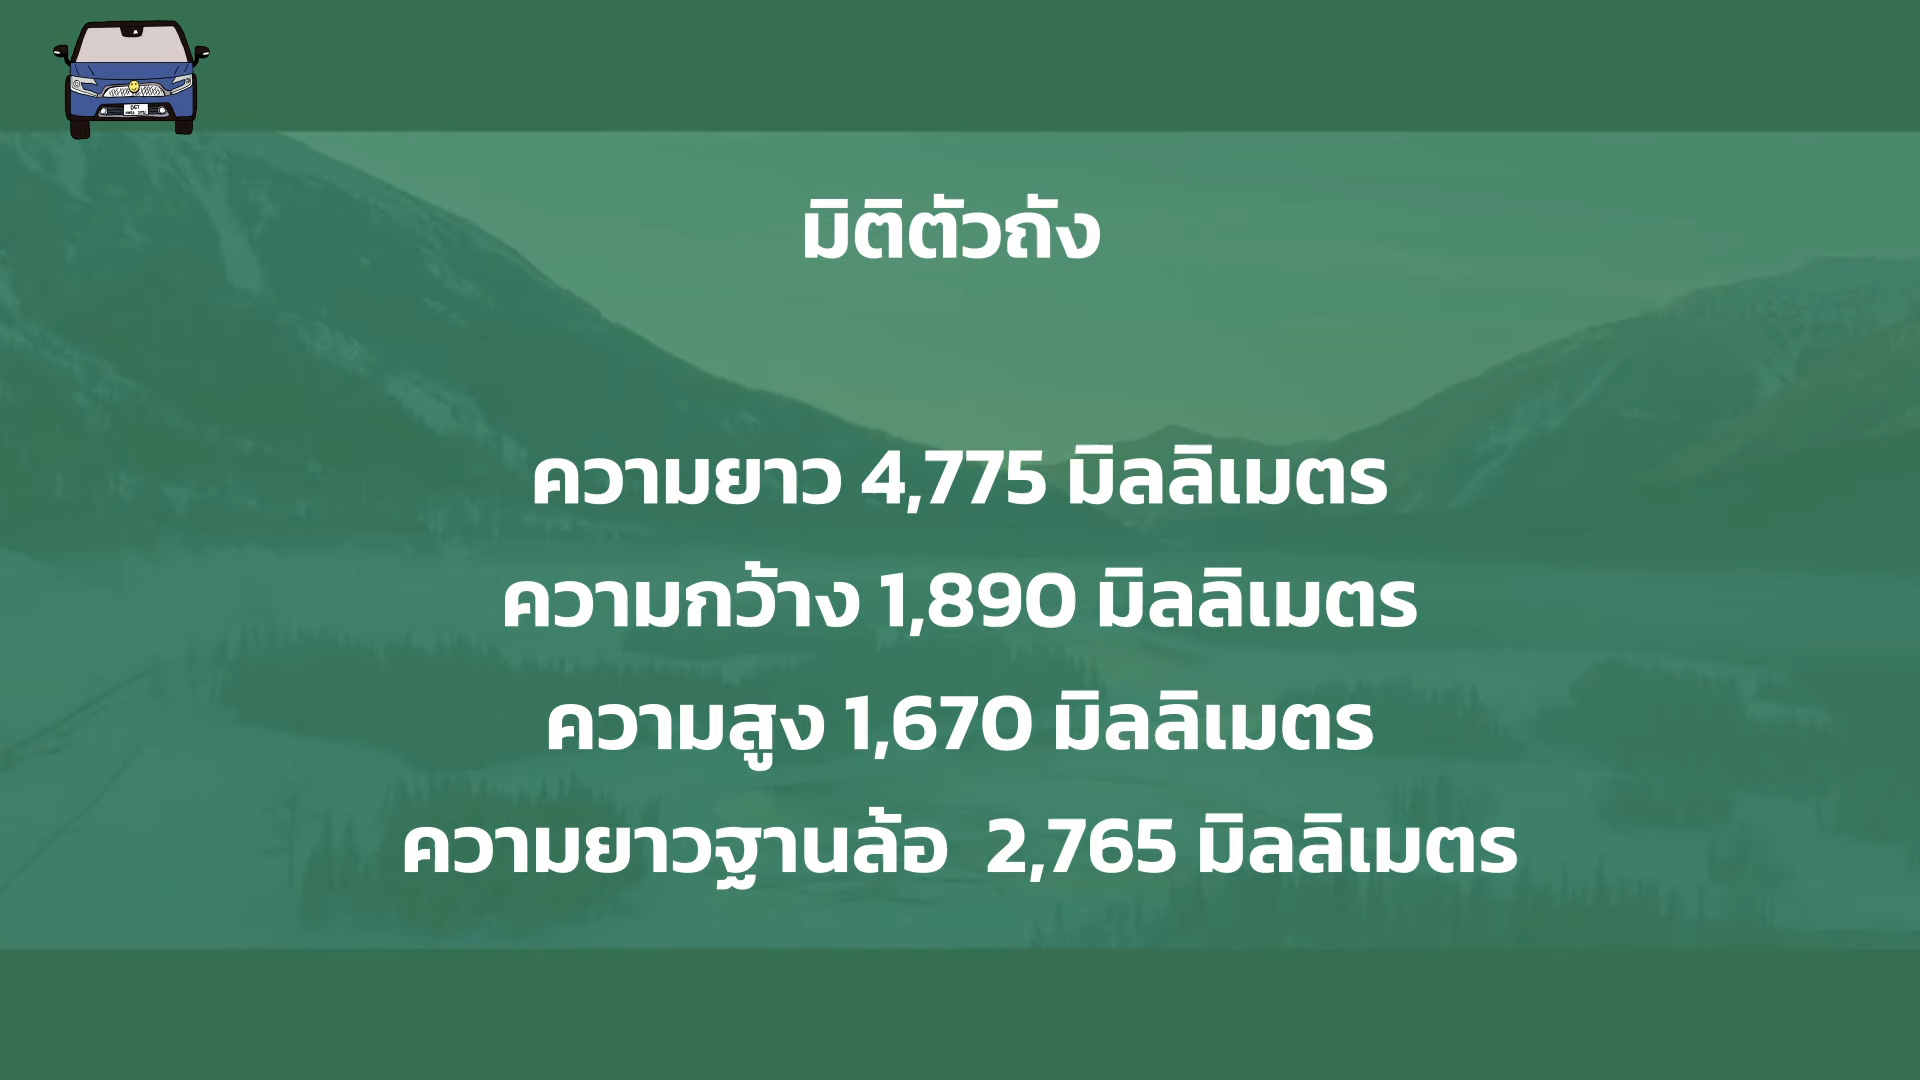 มิติตัวถัง
ความยาว 4,775 มิลลิเมตร
ความกว้าง 1,890 มิลลิเมตร
ความสูง 1,670 มิลลิเมตร
ความยาวฐานล้อ  2,765 มิลลิเมตร